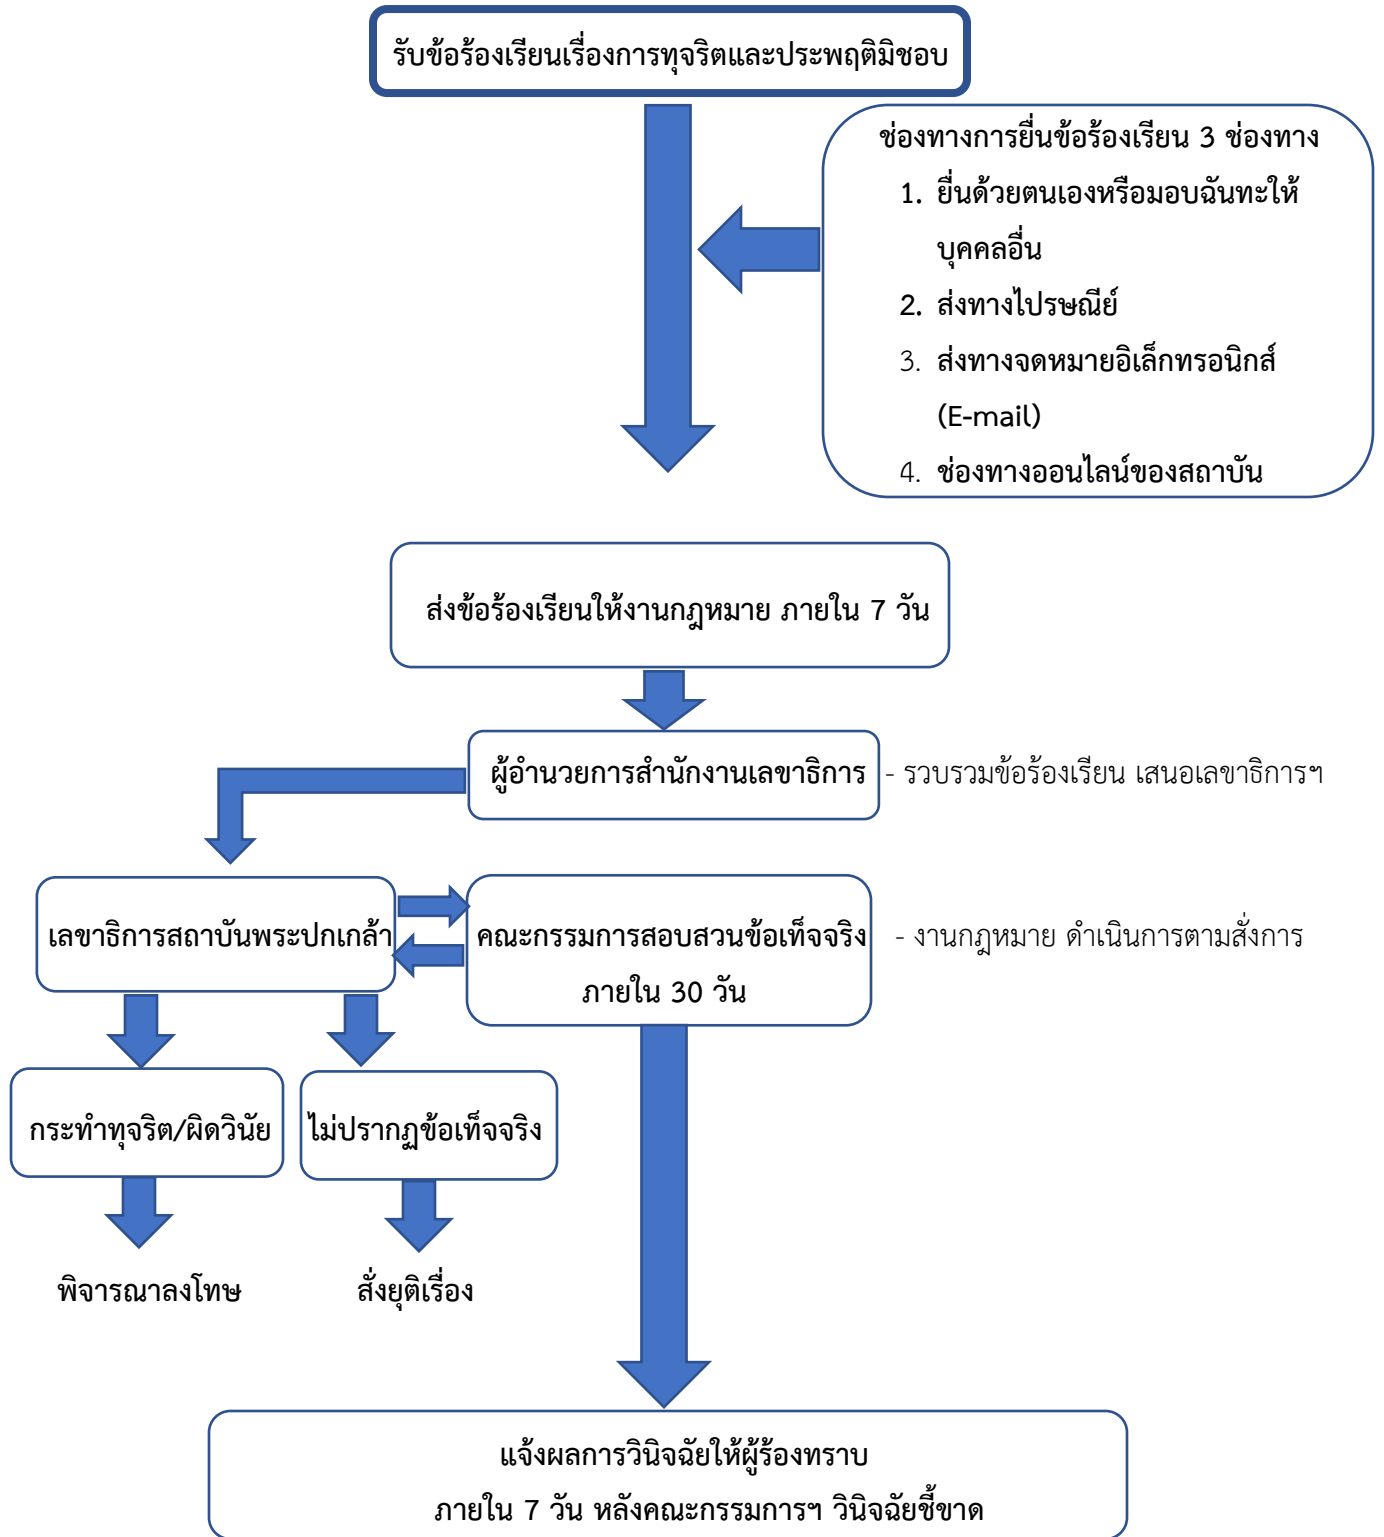 รับข้อร้องเรียนเรื่องการทุจริตและประพฤติมิชอบ
ช่องทางการยื่นข้อร้องเรียน 3 ช่องทาง
1. ยื่นด้วยตนเองหรือมอบฉันทะให้
บุคคลอื่น
2. ส่งทางไปรษณีย์
3. ส่งทางจดหมายอิเล็กทรอนิกส์
(E-mail)
4. ช่องทางออนไลน์ของสถาบัน
ส่งข้อร้องเรียนให้งานกฎหมาย ภายใน 7 วัน
ผู้อำนวยการสำนักงานเลขาธิการ
- รวบรวมข้อร้องเรียน เสนอเลขาธิการฯ
เลขาธิการสถาบันพระปกเกล้า
คณะกรรมการสอบสวนข้อเท็จจริง
ภายใน 30 วัน
- งานกฎหมาย ดำเนินการตามสั่งการ
กระทำทุจริต/ผิดวินัย
ไม่ปรากฏข้อเท็จจริง
พิจารณาลงโทษ
สั่งยุติเรื่อง
แจ้งผลการวินิจฉัยให้ผู้ร้องทราบ
ภายใน 7 วัน หลังคณะกรรมการฯ วินิจฉัยชี้ขาด